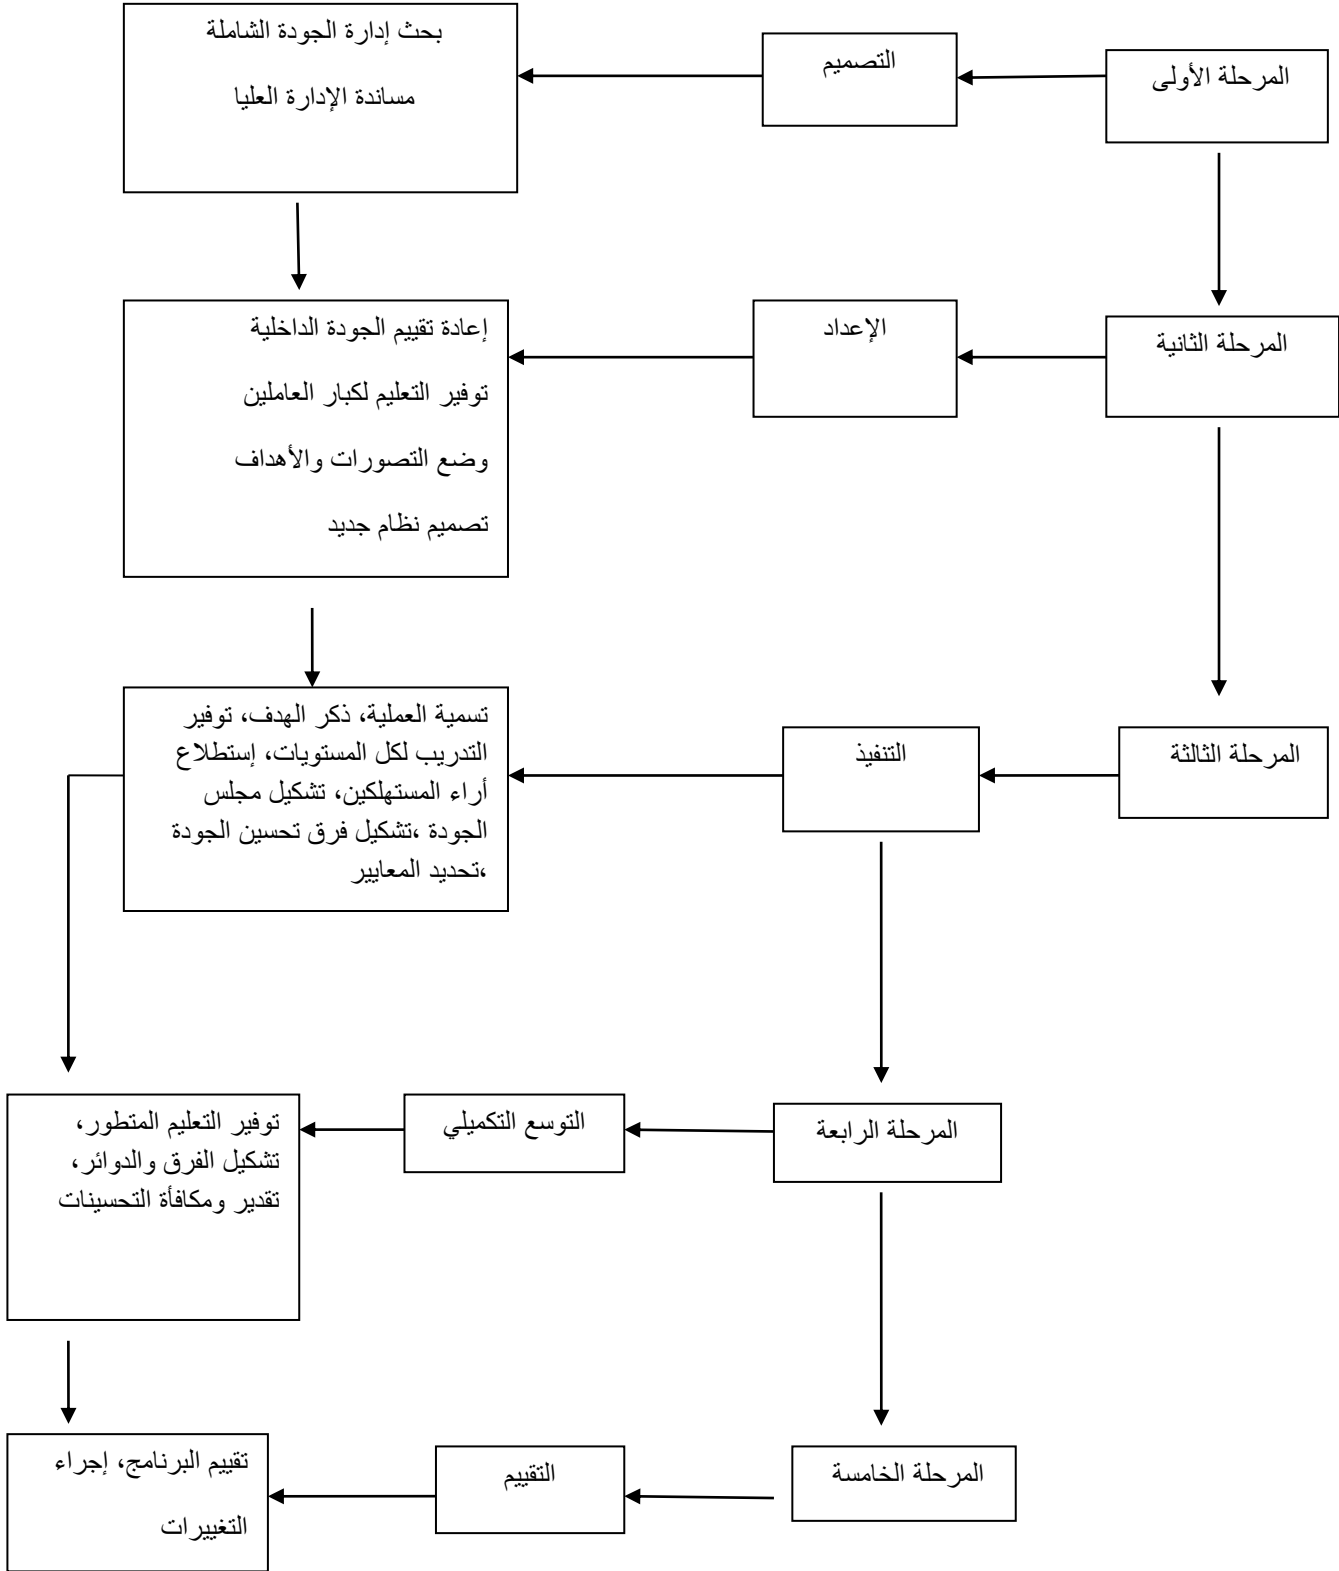 المرحلة الأولى
التصميم
بحث إدارة الجودة الشاملة
مساندة الإدارة العليا
المرحلة الثانية
الإعداد
إعادة تقييم الجودة الداخلية
توفير التعليم لكبار العاملين
وضع التصورات والأهداف
تصميم نظام جديد
المرحلة الثالثة
التنفيذ
تسمية العملية، ذكر الهدف، توفير
التدريب لكل المستويات، إستطلاع
أراء المستهلكين، تشكيل مجلس
الجودة ،تشكيل فرق تحسين الجودة
،تحديد المعايير
المرحلة الرابعة
التوسع التكميلي
توفير التعليم المتطور،
تشكيل الفرق والدوائر،
تقدير ومكافأة التحسينات
المرحلة الخامسة
التقييم
تقييم البرنامج، إجراء
التغييرات